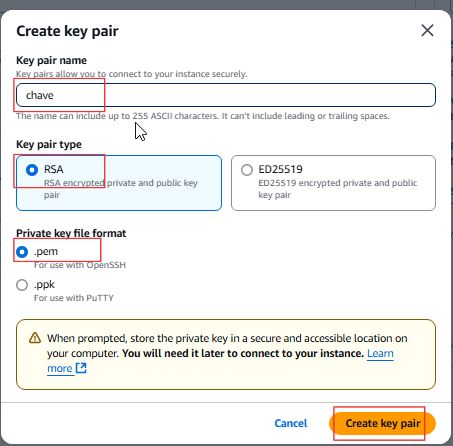 Create key pair
Key pair name
Key pairs allow you to connect to your instance securely.
chave
The name can include up to 255 ASCII characters. It can't include leading or trailing spaces.
Key pair type
RSA
RSA encrypted private and public key
pair
ED25519
ED25519 encrypted private and public
key pair
Private key file format
.pem
For use with OpenSSH
.ppk
For use with PuTTY
When prompted, store the private key in a secure and accessible location on
your computer. You will need it later to connect to your instance. Learn
more
Cancel
Create key pair